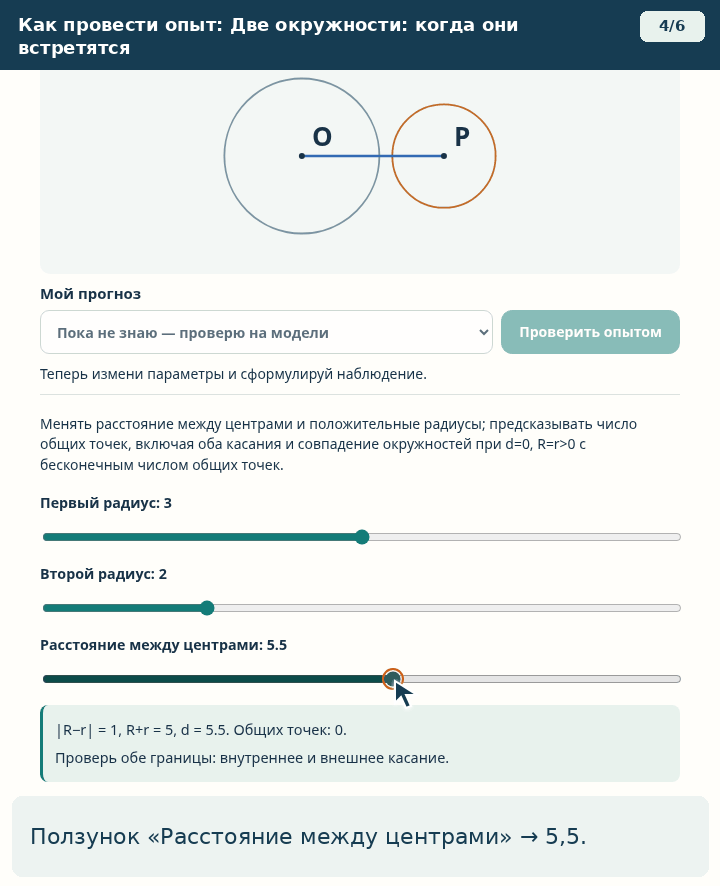 Как провести опыт: Две окружности: когда они
встретятся
4/6
O
P
Мой прогноз
Пока не знаю — проверю на модели
Проверить опытом
Теперь измени параметры и сформулируй наблюдение.
Менять расстояние между центрами и положительные радиусы; предсказывать число
общих точек, включая оба касания и совпадение окружностей при d=0, R=r>0 с
бесконечным числом общих точек.
Первый радиус: 3
Второй радиус: 2
Расстояние между центрами: 5.5
|R−r| = 1, R+r = 5, d = 5.5. Общих точек: 0.
Проверь обе границы: внутреннее и внешнее касание.
Ползунок «Расстояние между центрами» → 5,5.